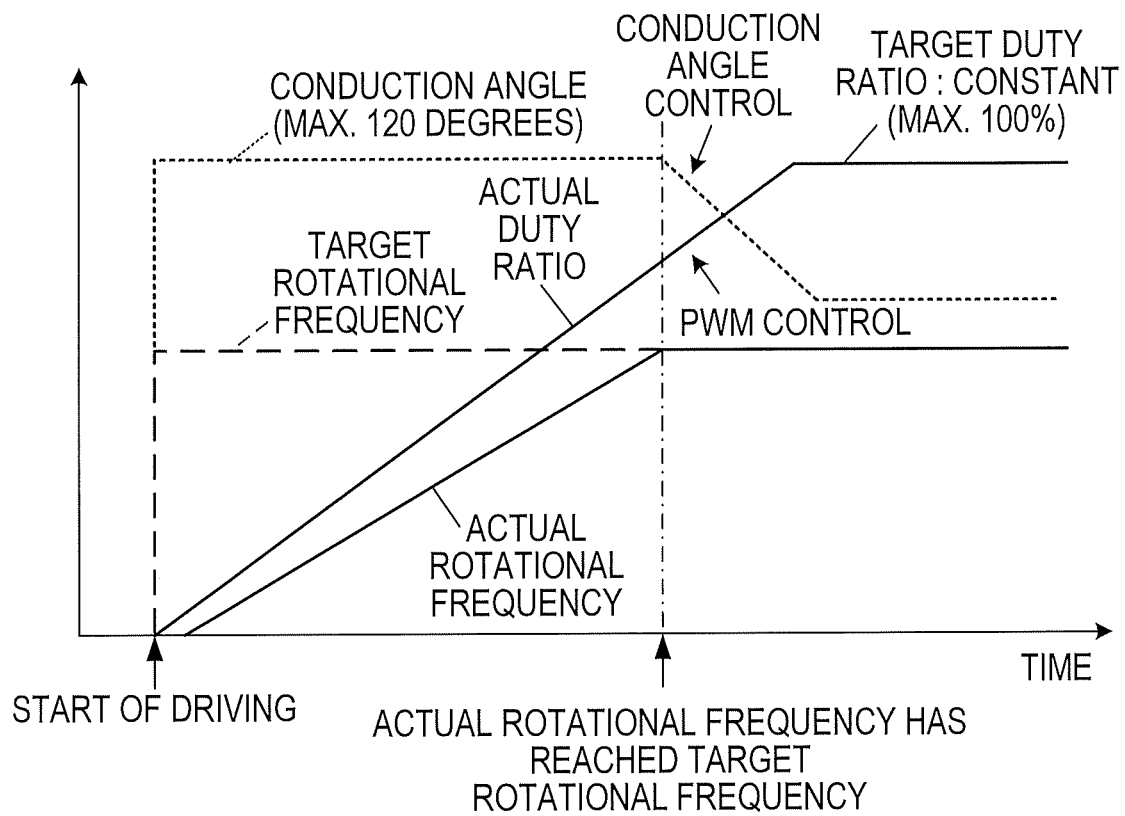 CONDUCTION
ANGLE
CONTROL
TARGET DUTY
RATIO : CONSTANT
(MAX. 100%)
CONDUCTION ANGLE
(MAX. 120 DEGREES)
ACTUAL
DUTY
RATIO
TARGET
ROTATIONAL
FREQUENCY
PWM CONTROL
ACTUAL
ROTATIONAL
FREQUENCY
TIME
START OF DRIVING
ACTUAL ROTATIONAL FREQUENCY HAS
REACHED TARGET
ROTATIONAL FREQUENCY